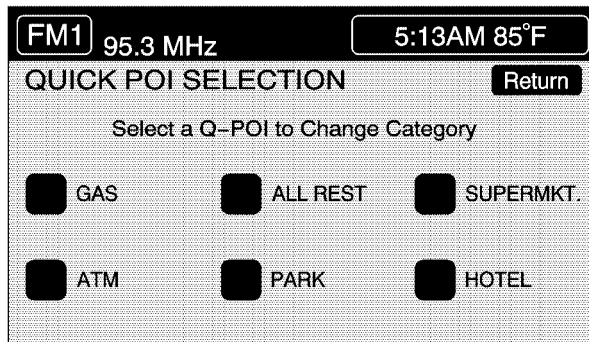 FM1 95.3 MHz 5:13AM 85°F
QUICK POI SELECTION Return
Select a Q–POI to Change Category
GAS ALL REST SUPERMKT.
ATM PARK HOTEL